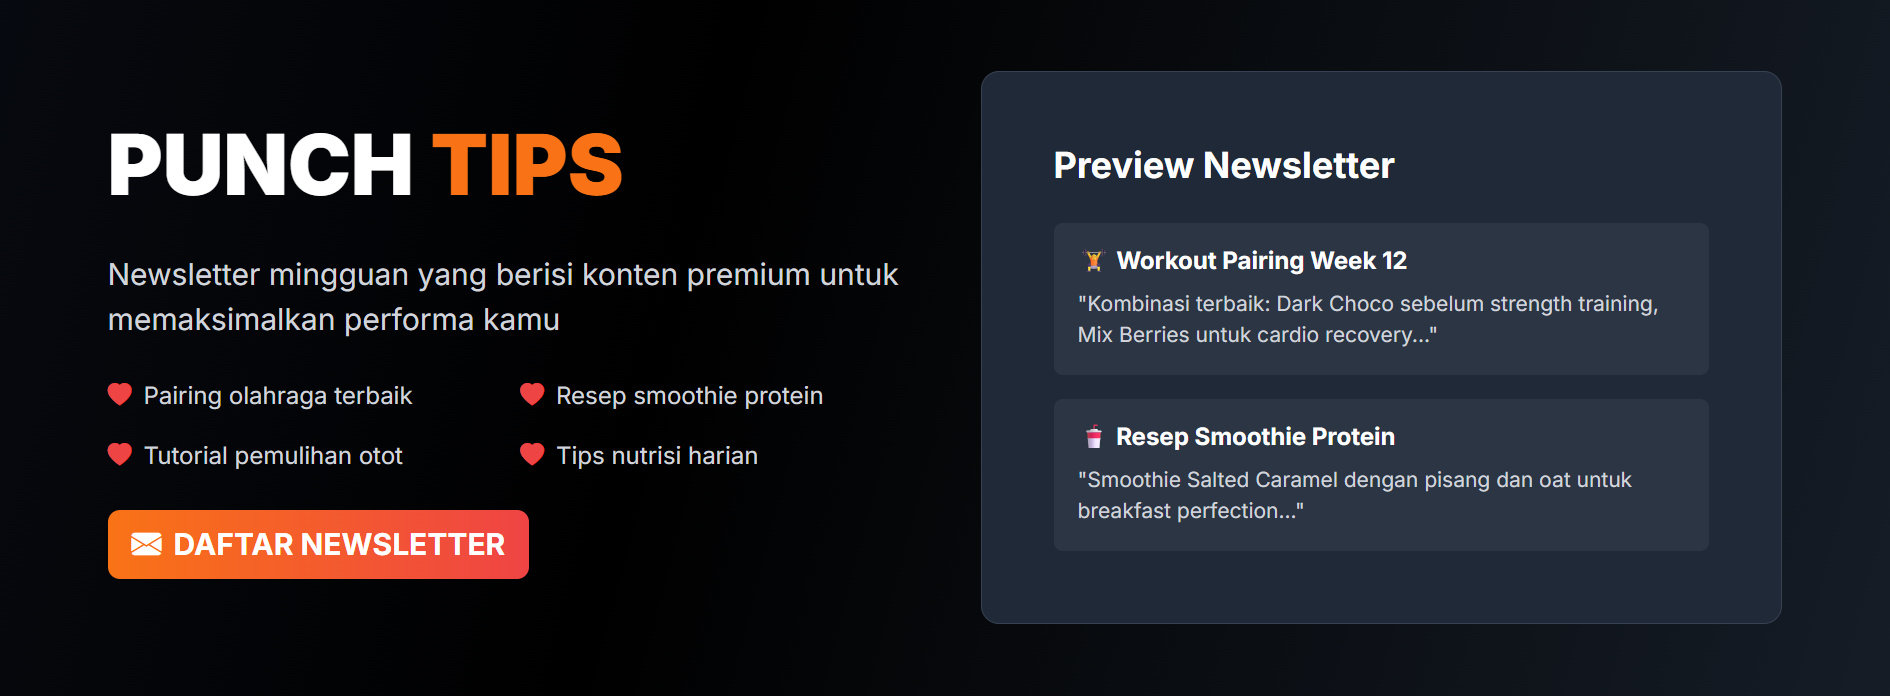 PUNCH TIPS
Newsletter mingguan yang berisi konten premium untuk
memaksimalkan performa kamu
Pairing olahraga terbaik
Resep smoothie protein
Tutorial pemulihan otot
Tips nutrisi harian
DAFTAR NEWSLETTER
Preview Newsletter
Workout Pairing Week 12
"Kombinasi terbaik: Dark Choco sebelum strength training,
Mix Berries untuk cardio recovery..."
Resep Smoothie Protein
"Smoothie Salted Caramel dengan pisang dan oat untuk
breakfast perfection..."